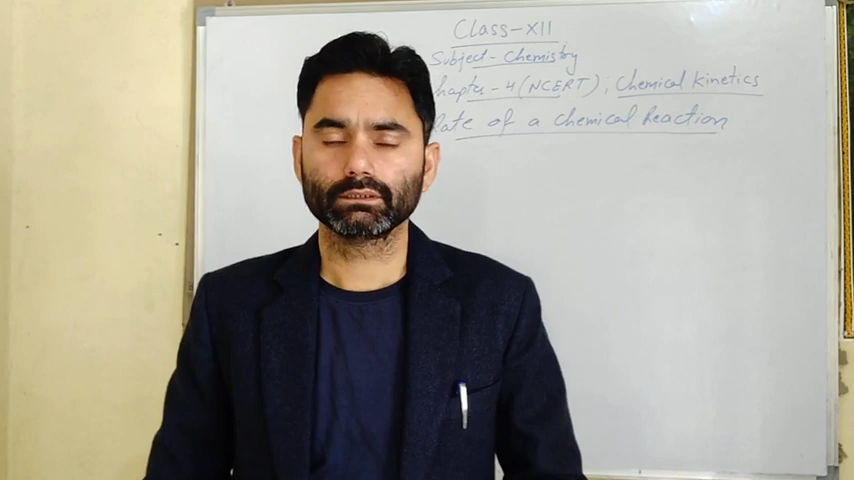 Class-XII
Subject - Chemistry
Chapter - 4 (NCERT) ; Chemical Kinetics
Rate of a Chemical Reaction